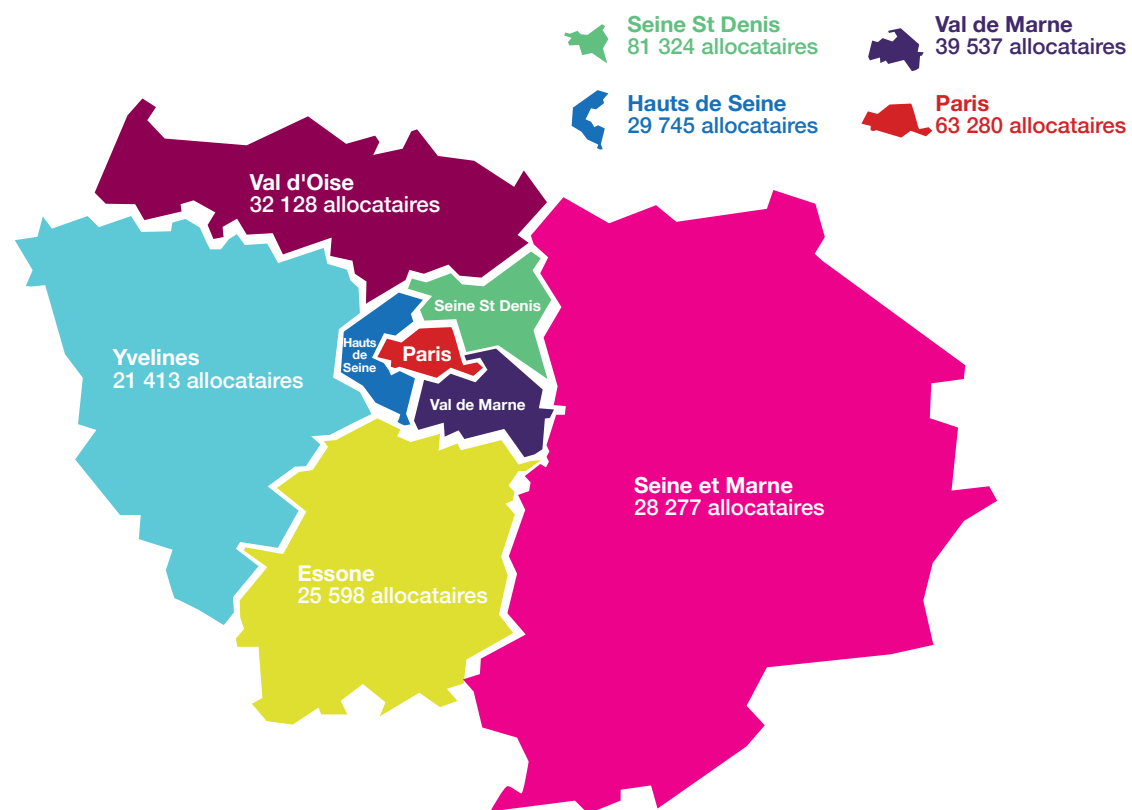 Seine St Denis
81 324 allocataires
Val de Marne
39 537 allocataires
Hauts de Seine
29 745 allocataires
Paris
63 280 allocataires
Val d'Oise
32 128 allocataires
Seine St Denis
Hauts
de
Seine
Paris
Yvelines
21 413 allocataires
Val de Marne
Seine et Marne
28 277 allocataires
Essone
25 598 allocataires